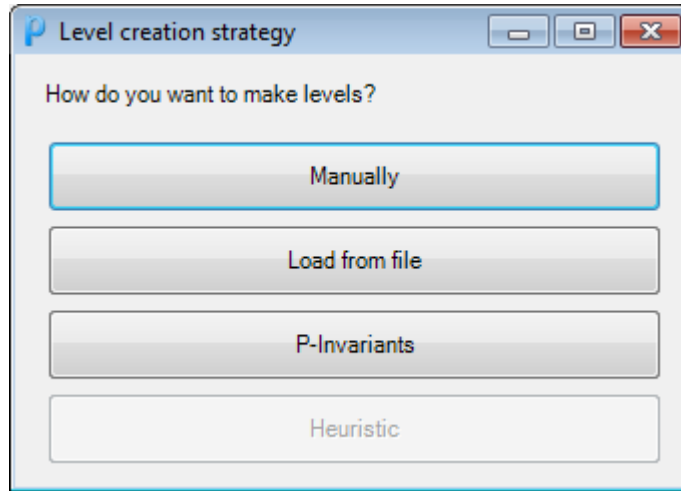 Level creation strategy
How do you want to make levels?
Manually
Load from file
P-Invariants
Heuristic